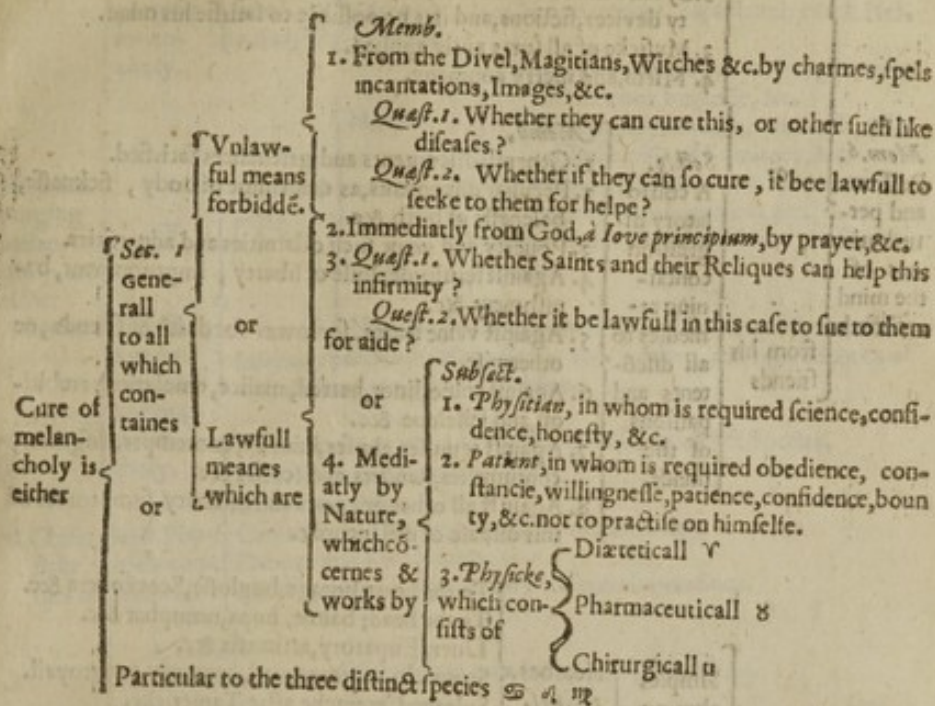 Cure of
melan-
choly is
either
Sec. 1
Gene-
rall
to all
which
con-
taines
or
Vnlaw-
ful means
forbiddẽ.
or
Lawfull
meanes
which are
Memb.
1. From the Divel, Magitians, Witches &c. by charmes, ſpels
incantations, Images, &c.
Quæſt. 1. Whether they can cure this, or other ſuch like
diſeaſes?
Quæſt. 2. Whether if they can ſo cure, it bee lawfull to
ſeeke to them for helpe?
2. Immediatly from God, à Iove principium, by prayer, &c.
3. Quæſt. 1. Whether Saints and their Reliques can help this
infirmity?
Queſt. 2. Whether it be lawfull in this caſe to ſue to them
for aide?
or
4. Medi-
atly by
Nature,
which cō-
cernes &
works by
Subſect.
1. Phyſitian, in whom is required ſcience, confi-
dence, honeſty, &c.
2. Patient, in whom is required obedience, con-
ſtancie, willingneſſe, patience, confidence, boun
ty, &c. not to practiſe on himſelfe.
3. Phyſicke,
which con-
ſiſts of
Diæteticall ♈
Pharmaceuticall ♉
Chirurgicall ♊
Particular to the three diſtinct ſpecies ♋ ♌ ♍